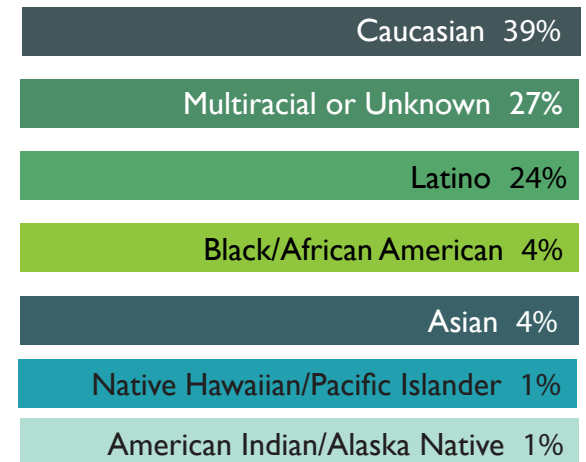 Caucasian 39%
Multiracial or Unknown 27%
Latino 24%
Black/African American 4%
Asian 4%
Native Hawaiian/Pacific Islander 1%
American Indian/Alaska Native 1%